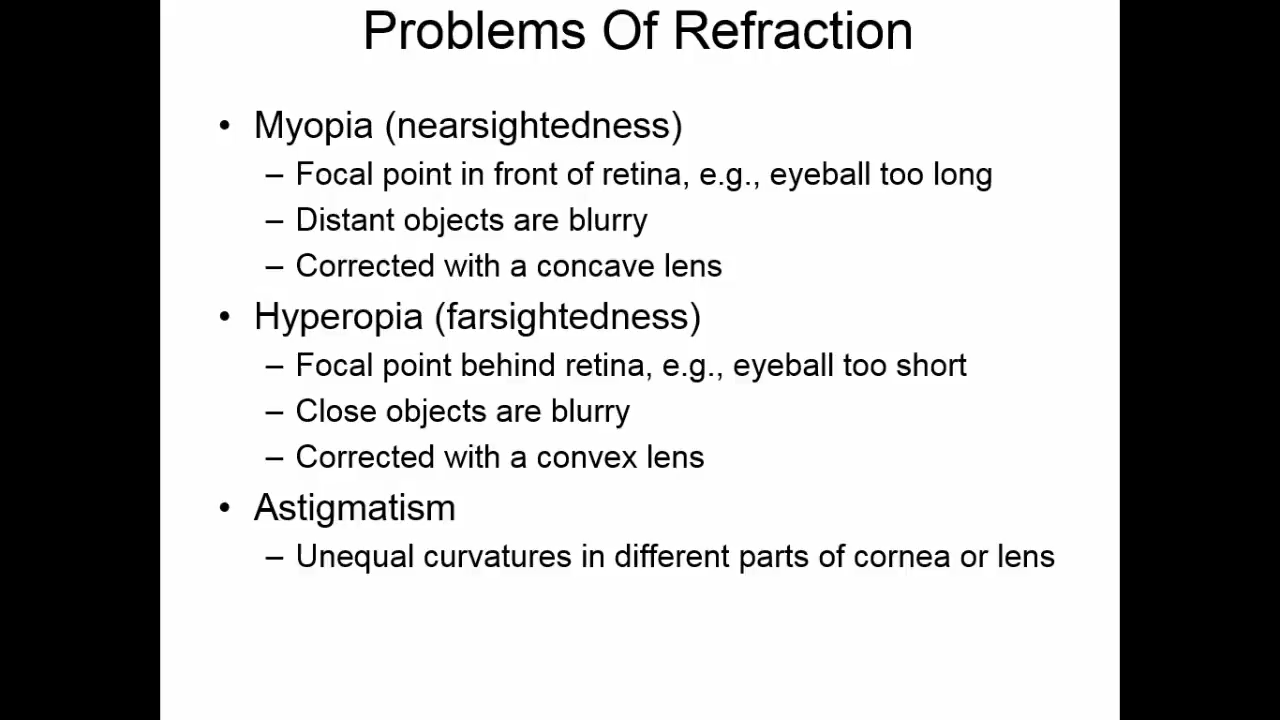 Problems Of Refraction
• Myopia (nearsightedness)
– Focal point in front of retina, e.g., eyeball too long
– Distant objects are blurry
– Corrected with a concave lens
• Hyperopia (farsightedness)
– Focal point behind retina, e.g., eyeball too short
– Close objects are blurry
– Corrected with a convex lens
• Astigmatism
– Unequal curvatures in different parts of cornea or lens